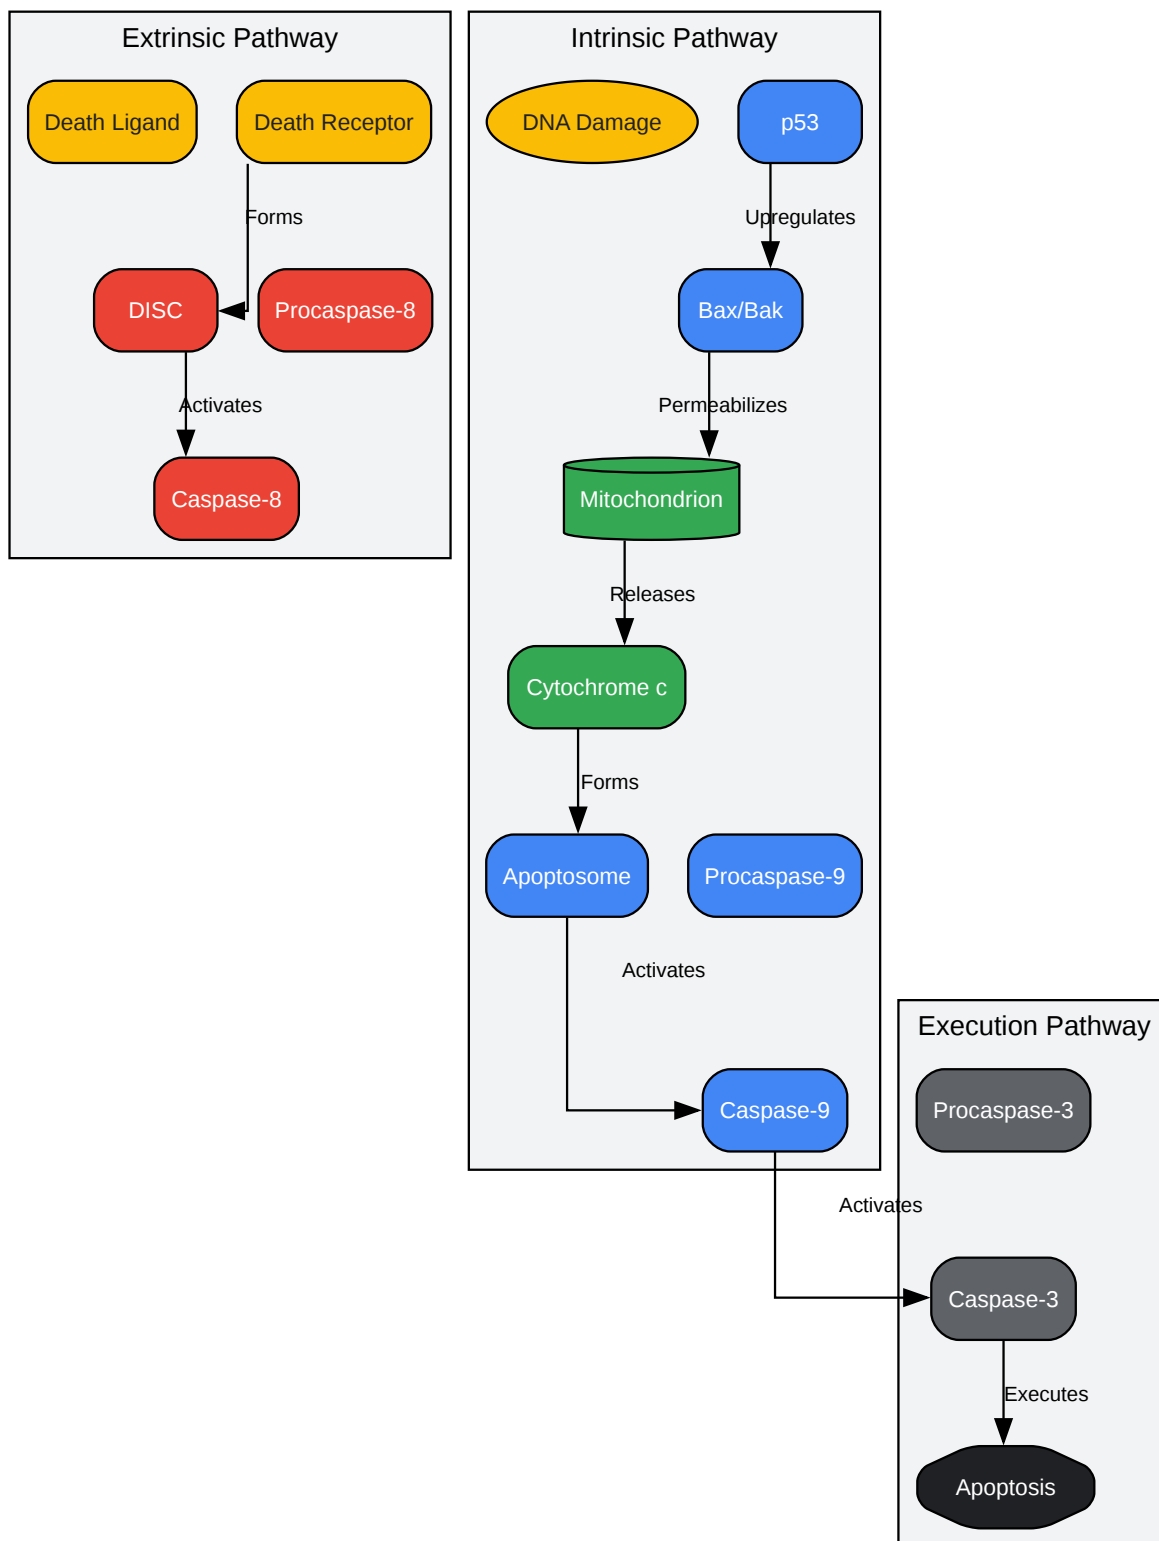 Extrinsic Pathway
Death Ligand
Death Receptor
Forms
DISC
Procaspase-8
Activates
Caspase-8
Intrinsic Pathway
DNA Damage
p53
Upregulates
Bax/Bak
Permeabilizes
Mitochondrion
Releases
Cytochrome c
Forms
Apoptosome
Procaspase-9
Activates
Caspase-9
Activates
Execution Pathway
Procaspase-3
Caspase-3
Executes
Apoptosis